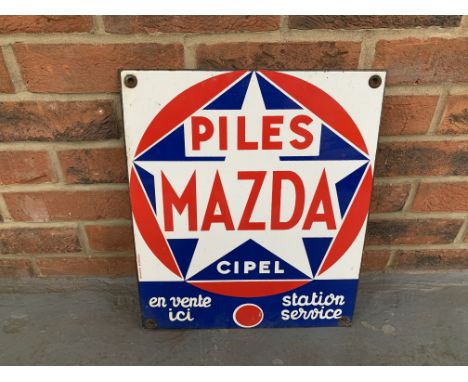 PILES
MAZDA
CIPEL
en vente ici
station service